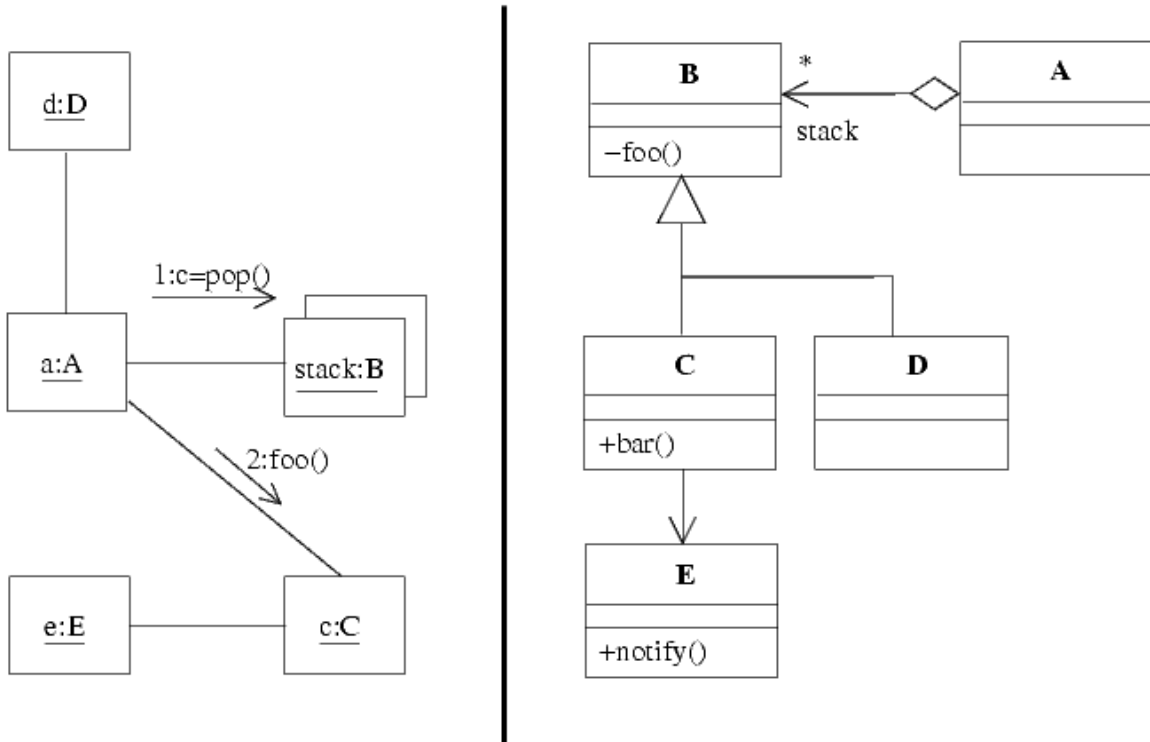 d:D
1:c=pop()
a:A
stack:B
2:foo()
e:E
c:C
B
*
A
stack
–foo()
C
D
+bar()
E
+notify()